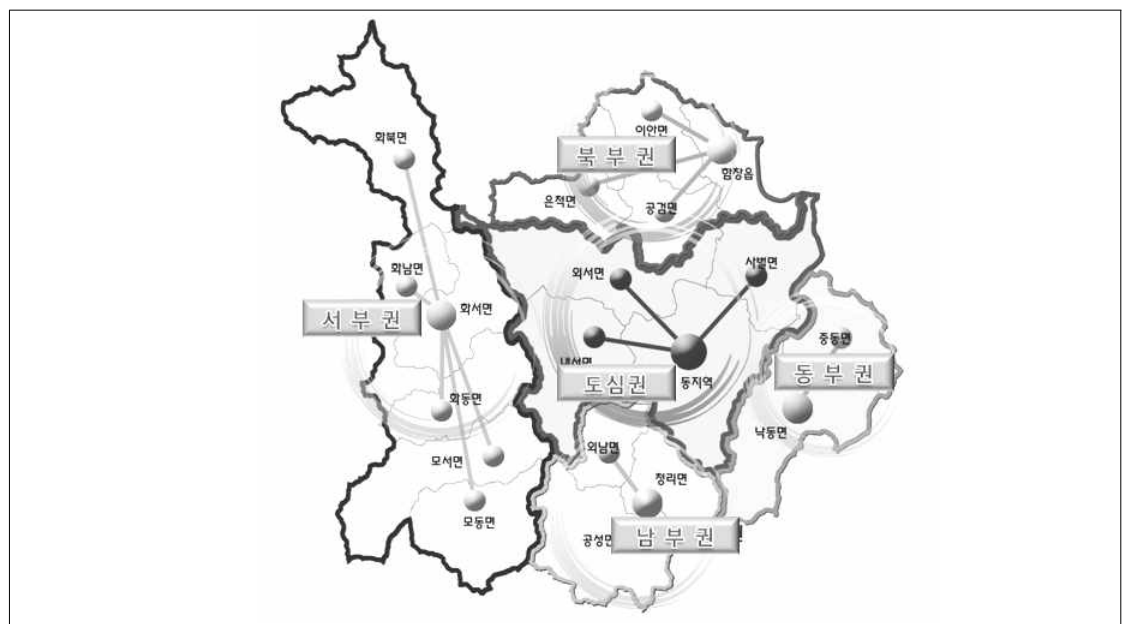 화북면
이안면
북부권
함창읍
은척면
공검면
외서면
사벌면
화남면
화서면
서부권
중동면
내서면
도심권
동지역
동부권
화동면
낙동면
외남면
모서면
청리면
모동면
공성면
남부권